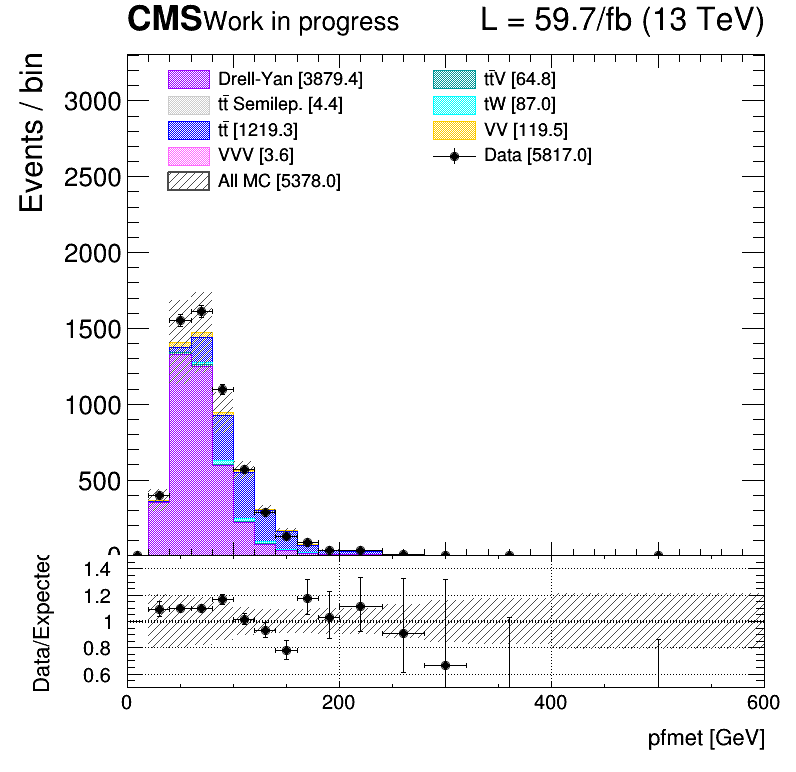 CMS Work in progress L = 59.7/fb (13 TeV)
Events / bin
Drell-Yan [3879.4]
tt̄ Semilep. [4.4]
tt̄ [1219.3]
VVV [3.6]
All MC [5378.0]
tt̄V [64.8]
tW [87.0]
VV [119.5]
Data [5817.0]
3000
2500
2000
1500
1000
500
0
Data/Expected
1.4
1.2
1
0.8
0.6
0 200 400 600
pfmet [GeV]